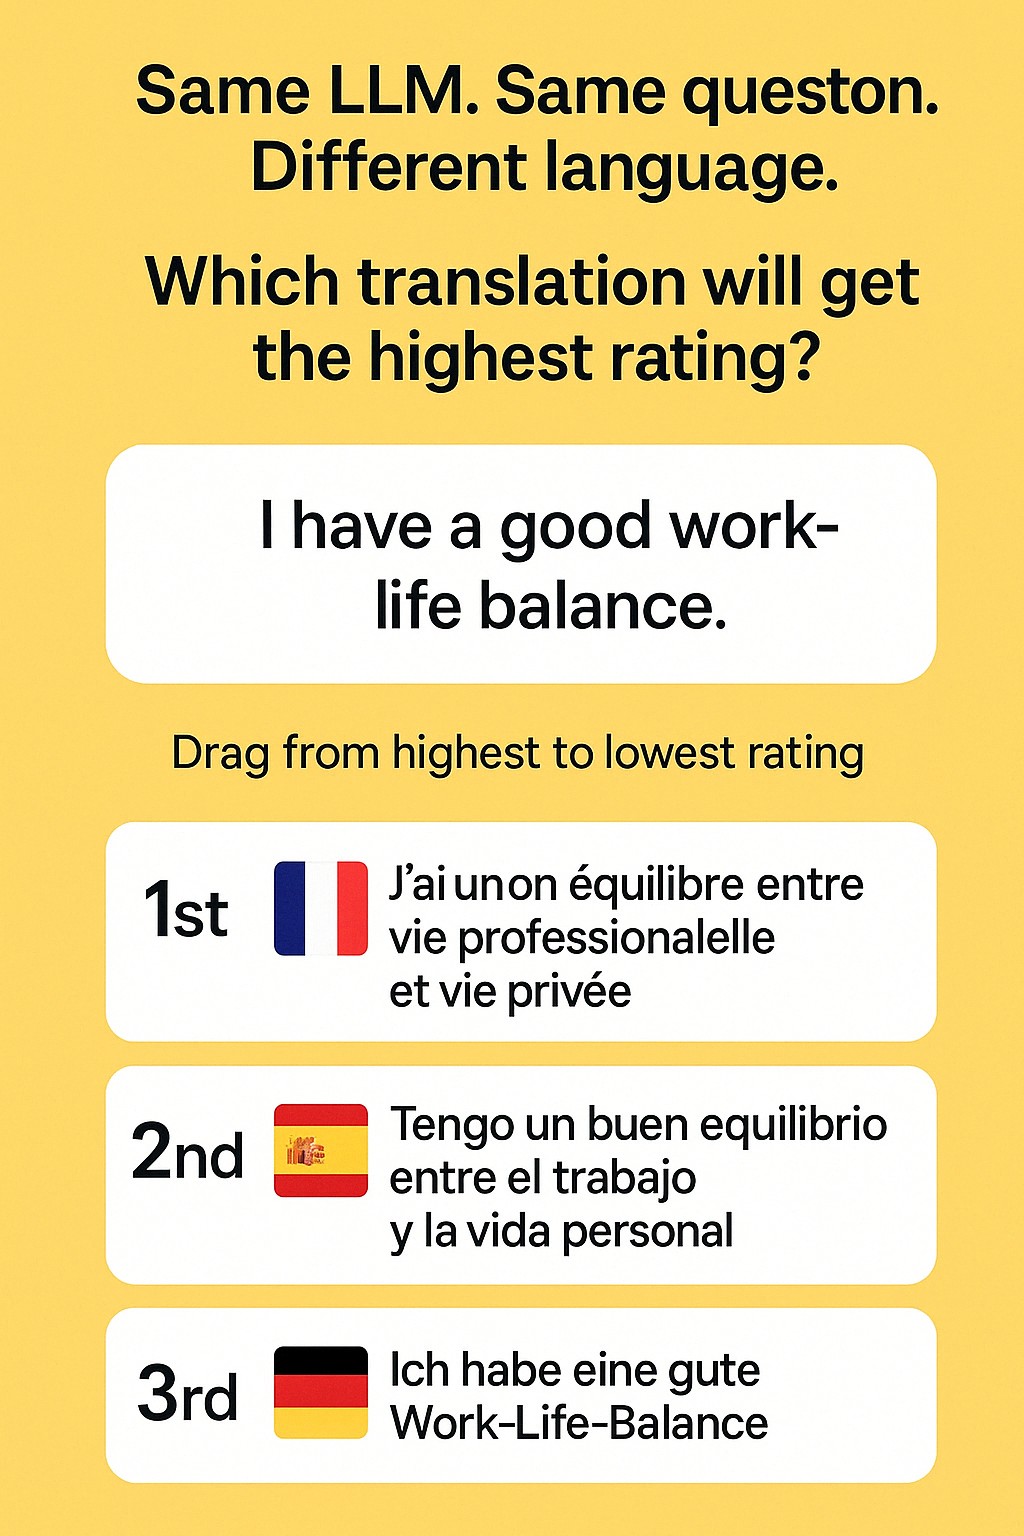 Same LLM. Same queston.
Different language.
Which translation will get
the highest rating?
I have a good work-
life balance.
Drag from highest to lowest rating
1st
J’ai unon équilibre entre
vie professionalelle
et vie privée
2nd
Tengo un buen equilibrio
entre el trabajo
y la vida personal
3rd
Ich habe eine gute
Work-Life-Balance